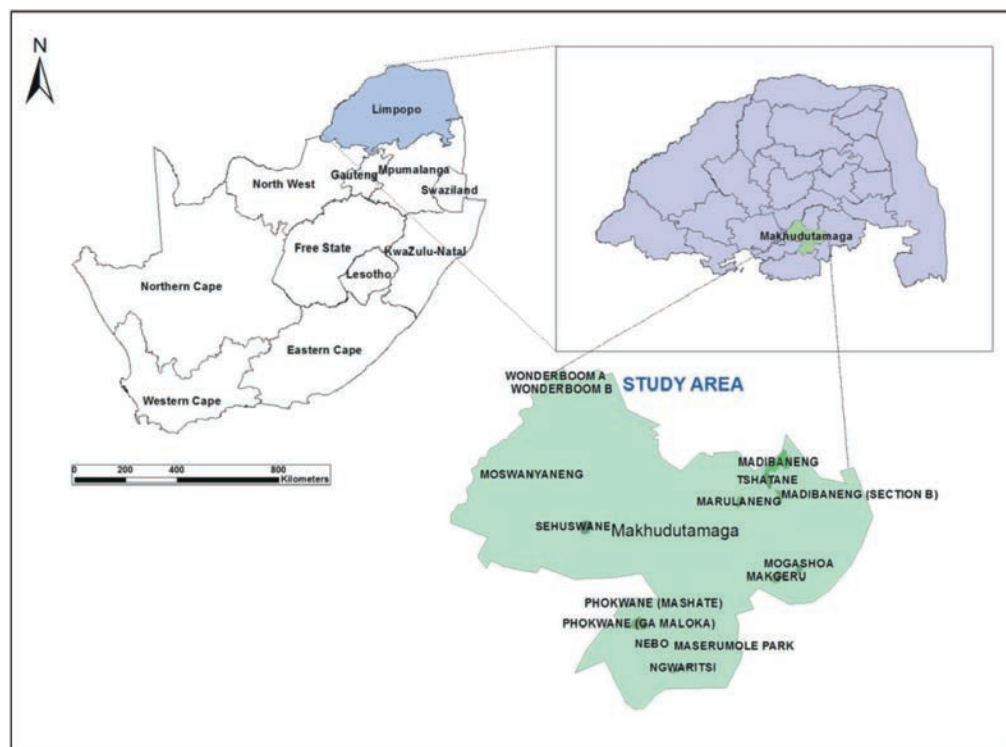 N
Limpopo
North West
Gauteng
Mpumalanga
Swaziland
Free State
KwaZulu-Natal
Lesotho
Northern Cape
Eastern Cape
Western Cape
0 200 400 800
Kilometers
Makhudutamaga
WONDERBOOM A
WONDERBOOM B
STUDY AREA
MADIBANENG
TSHATANE
MOSWANYANENG
MADIBANENG (SECTION B)
MARULANENG
SEHUSWANE
Makhudutamaga
MOGASHOA
MAKGERU
PHOKWANE (MASHATE)
PHOKWANE (GA MALOKA)
NEBO
MASERUMOLE PARK
NGWARITSI